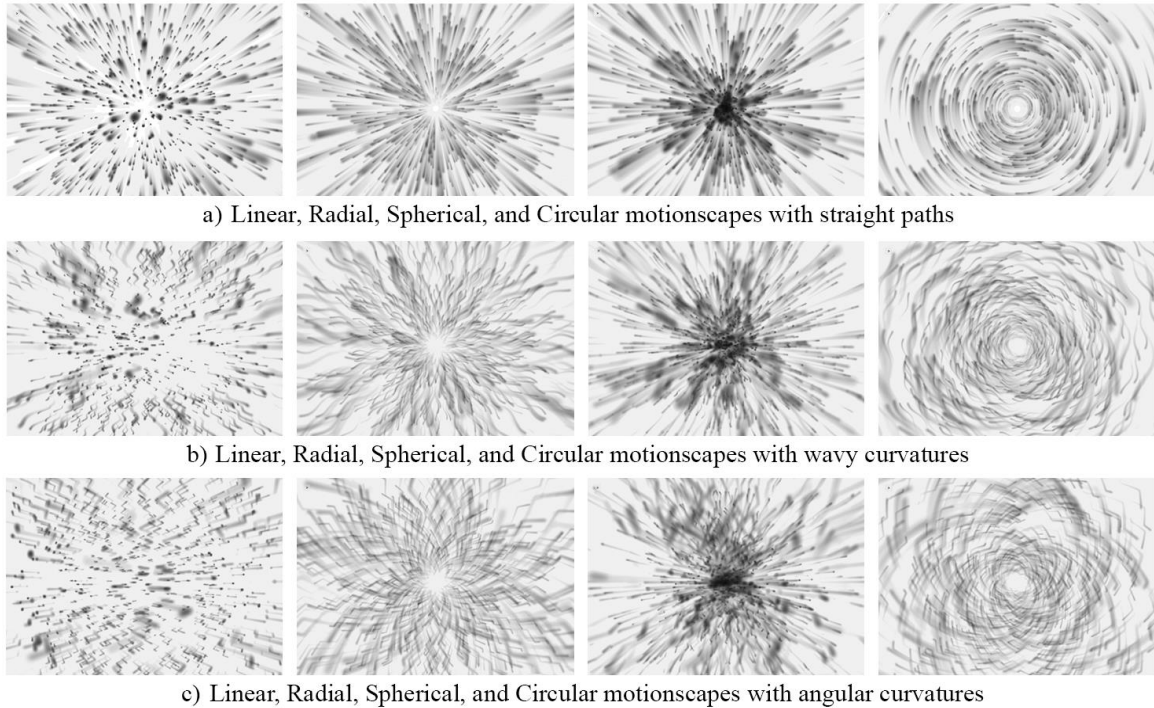 a) Linear, Radial, Spherical, and Circular motionscapes with straight paths
b) Linear, Radial, Spherical, and Circular motionscapes with wavy curvatures
c) Linear, Radial, Spherical, and Circular motionscapes with angular curvatures